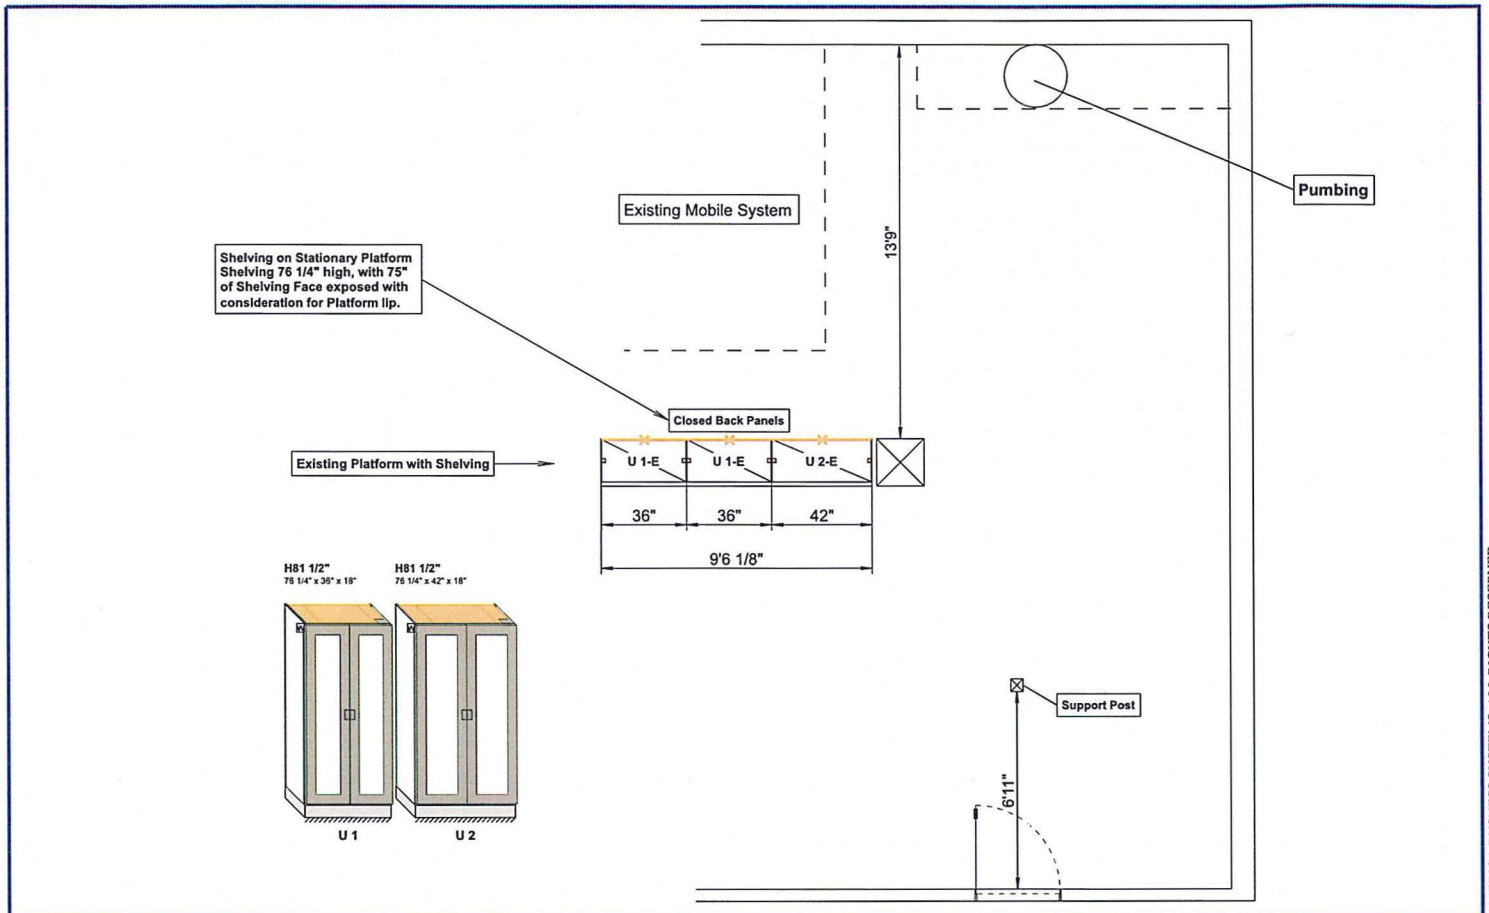 Pumbing
Existing Mobile System
13'9"
Shelving on Stationary Platform
Shelving 76 1/4" high, with 75"
of Shelving Face exposed with
consideration for Platform lip.
Closed Back Panels
Existing Platform with Shelving
U 1-E
U 1-E
U 2-E
36"
36"
42"
9'6 1/8"
H81 1/2"
76 1/4" x 36" x 18"
H81 1/2"
76 1/4" x 42" x 18"
U 1
U 2
Support Post
6'11"